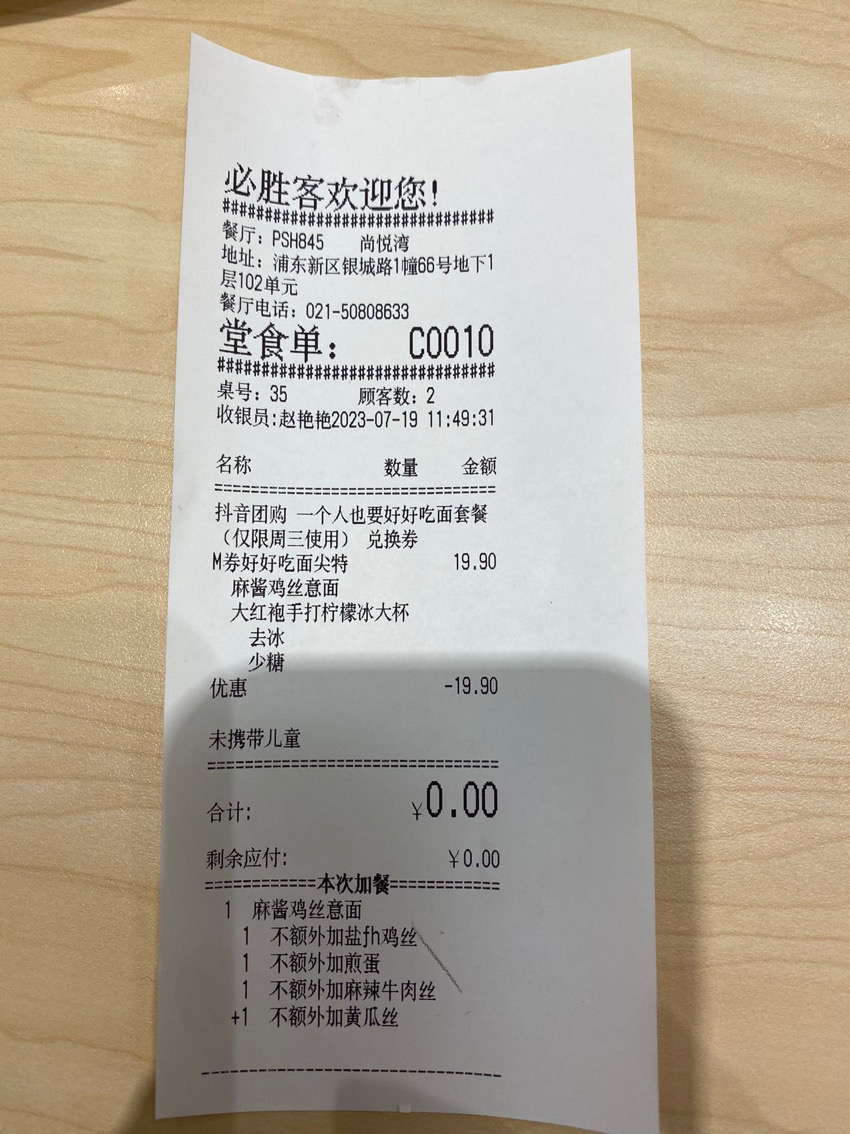 必胜客欢迎您!
################################
餐厅: PSH845 尚悦湾
地址: 浦东新区银城路1幢66号地下1
层102单元
餐厅电话: 021-50808633
堂食单: C0010
################################
桌号: 35 顾客数: 2
收银员:赵艳艳2023-07-19 11:49:31
名称 数量 金额
================================
抖音团购 一个人也要好好吃面套餐
(仅限周三使用) 兑换券
M券好好吃面尖特 19.90
麻酱鸡丝意面
大红袍手打柠檬冰大杯
去冰
少糖
优惠 -19.90
未携带儿童
================================
合计: ¥0.00
剩余应付: ¥0.00
============本次加餐============
1 麻酱鸡丝意面
1 不额外加盐fh鸡丝
1 不额外加煎蛋
1 不额外加麻辣牛肉丝
+1 不额外加黄瓜丝
--------------------------------